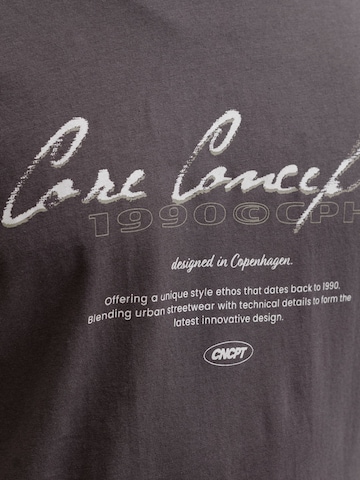 Core Concep
1990©CPH
designed in Copenhagen.
Offering a unique style ethos that dates back to 1990,
Blending urban streetwear with technical details to form the
latest innovative design.
CNCPT